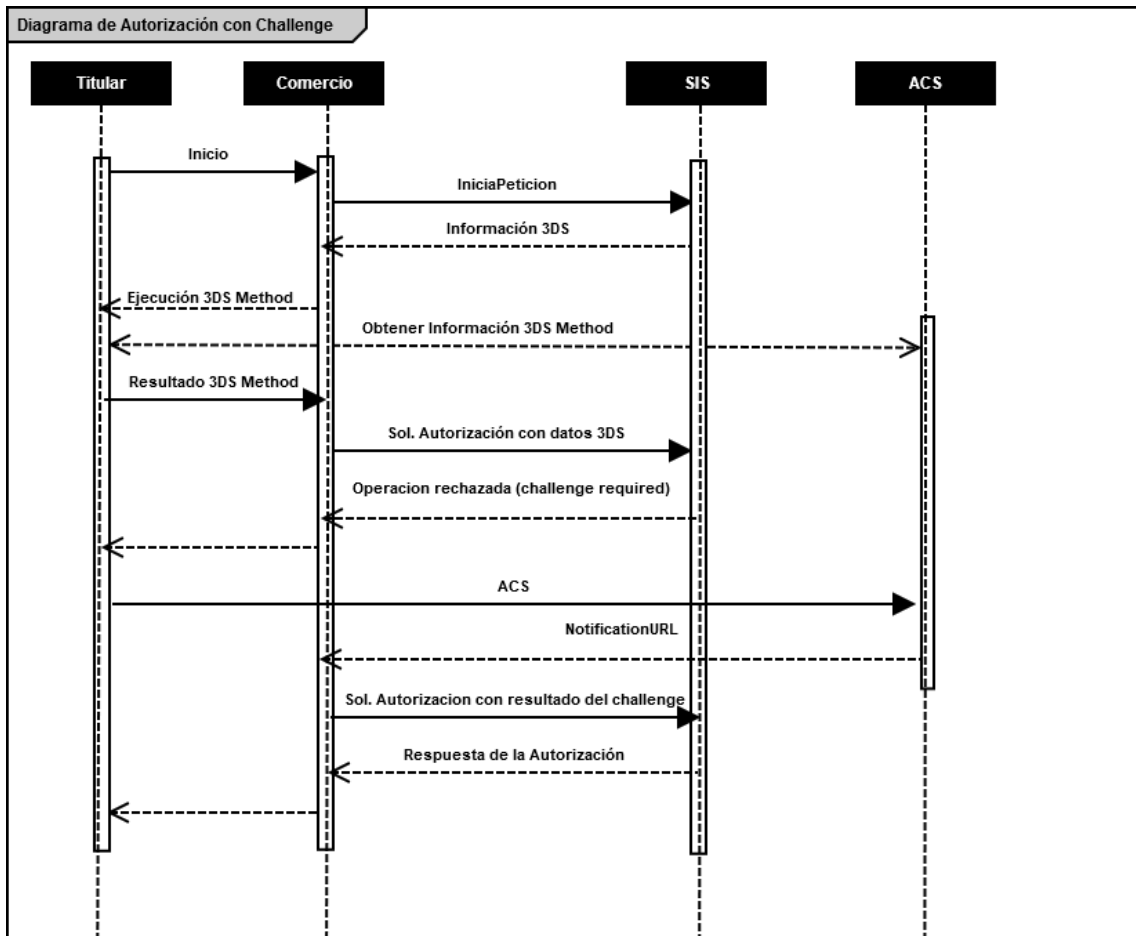 Diagrama de Autorización con Challenge
Titular
Comercio
SIS
ACS
Inicio
IniciaPeticion
Información 3DS
Ejecución 3DS Method
Obtener Información 3DS Method
Resultado 3DS Method
Sol. Autorización con datos 3DS
Operacion rechazada (challenge required)
ACS
NotificationURL
Sol. Autorizacion con resultado del challenge
Respuesta de la Autorización